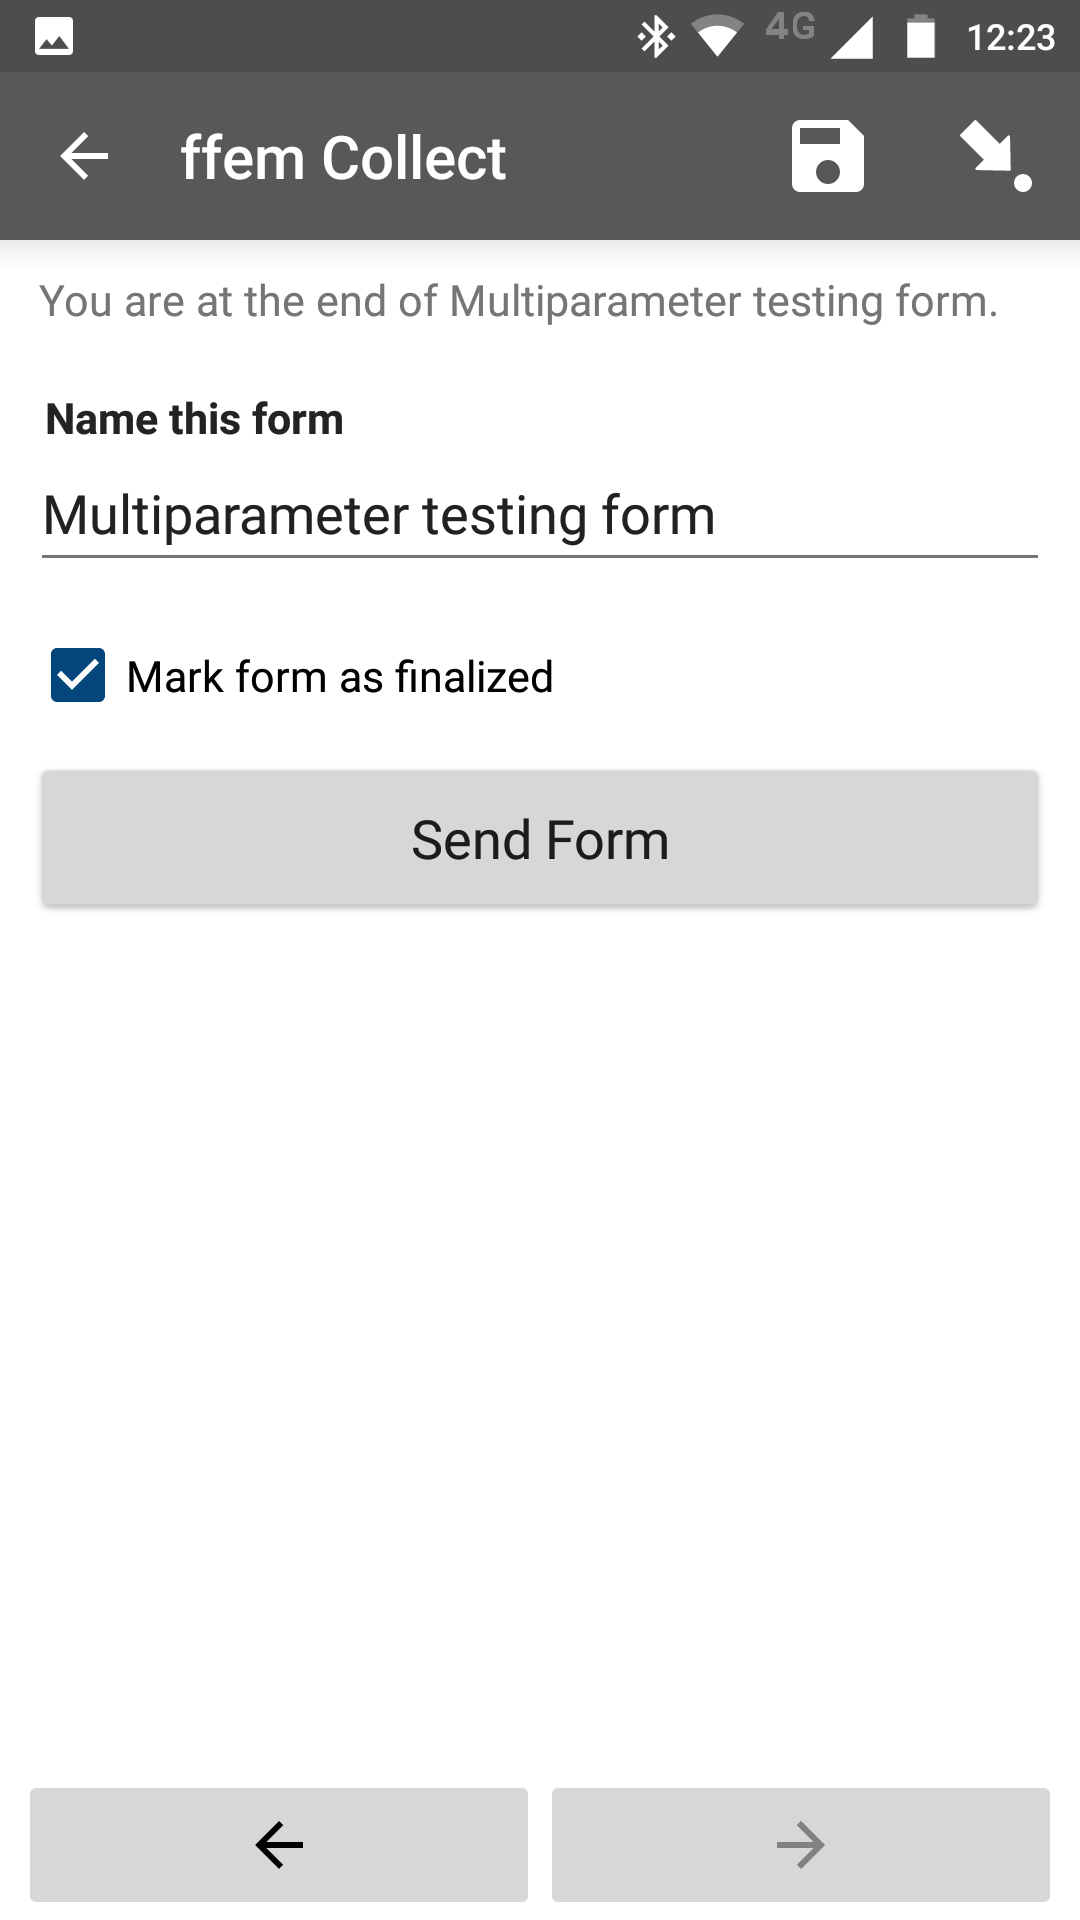 4G 12:23
ffem Collect
You are at the end of Multiparameter testing form.
Name this form
Multiparameter testing form
Mark form as finalized
Send Form